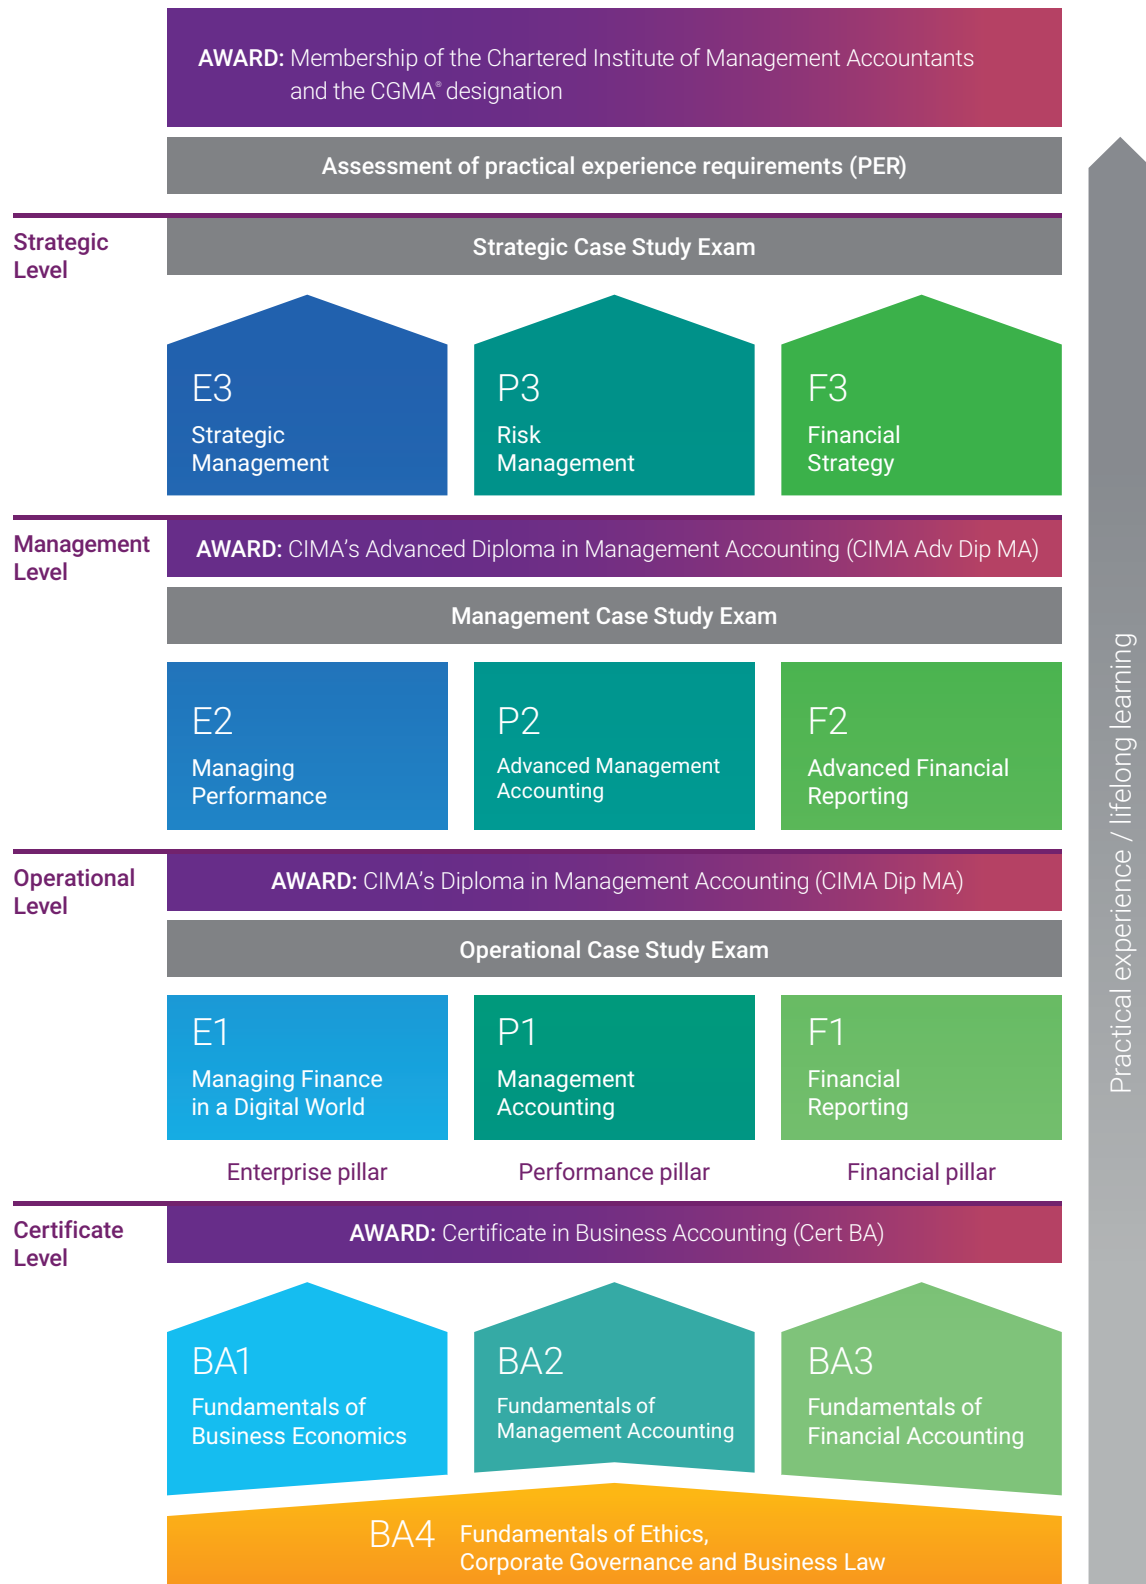 AWARD: Membership of the Chartered Institute of Management Accountants
and the CGMA® designation
Assessment of practical experience requirements (PER)
Strategic
Level
Strategic Case Study Exam
E3
Strategic
Management
P3
Risk
Management
F3
Financial
Strategy
Management
Level
AWARD: CIMA’s Advanced Diploma in Management Accounting (CIMA Adv Dip MA)
Management Case Study Exam
E2
Managing
Performance
P2
Advanced Management
Accounting
F2
Advanced Financial
Reporting
Operational
Level
AWARD: CIMA’s Diploma in Management Accounting (CIMA Dip MA)
Operational Case Study Exam
E1
Managing Finance
in a Digital World
P1
Management
Accounting
F1
Financial
Reporting
Enterprise pillar
Performance pillar
Financial pillar
Certificate
Level
AWARD: Certificate in Business Accounting (Cert BA)
BA1
Fundamentals of
Business Economics
BA2
Fundamentals of
Management Accounting
BA3
Fundamentals of
Financial Accounting
BA4
Fundamentals of Ethics,
Corporate Governance and Business Law
Practical experience / lifelong learning